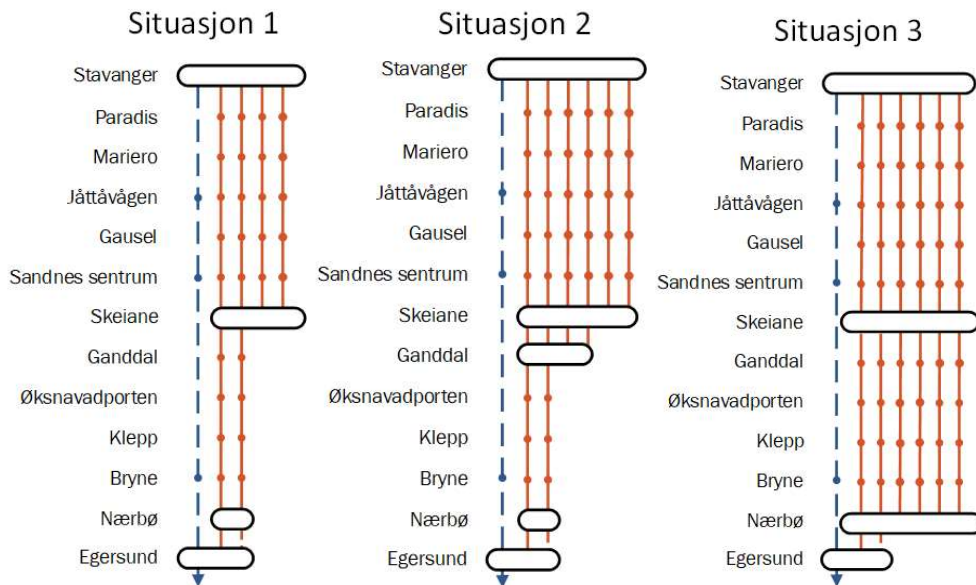 Situasjon 1
Stavanger
Paradis
Mariero
Jåttåvågen
Gausel
Sandnes sentrum
Skeiane
Ganddal
Øksnavadporten
Klepp
Bryne
Nærbø
Egersund
Situasjon 2
Stavanger
Paradis
Mariero
Jåttåvågen
Gausel
Sandnes sentrum
Skeiane
Ganddal
Øksnavadporten
Klepp
Bryne
Nærbø
Egersund
Situasjon 3
Stavanger
Paradis
Mariero
Jåttåvågen
Gausel
Sandnes sentrum
Skeiane
Ganddal
Øksnavadporten
Klepp
Bryne
Nærbø
Egersund